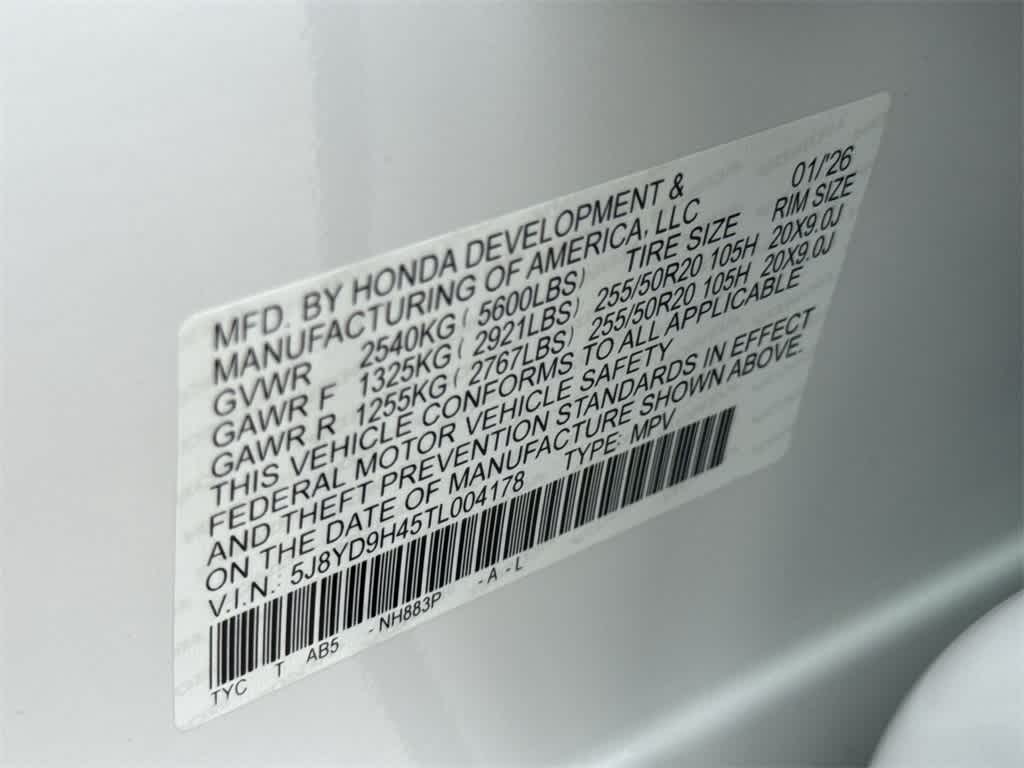 MFD. BY HONDA DEVELOPMENT &
MANUFACTURING OF AMERICA, LLC 01/'26
GVWR 2540KG ( 5600LBS) TIRE SIZE RIM SIZE
GAWR F 1325KG ( 2921LBS) 255/50R20 105H 20X9.0J
GAWR R 1255KG ( 2767LBS) 255/50R20 105H 20X9.0J
THIS VEHICLE CONFORMS TO ALL APPLICABLE
FEDERAL MOTOR VEHICLE SAFETY
AND THEFT PREVENTION STANDARDS IN EFFECT
ON THE DATE OF MANUFACTURE SHOWN ABOVE.
V.I.N.: 5J8YD9H45TL004178 TYPE: MPV
TYC T AB5 - NH883P - A - L